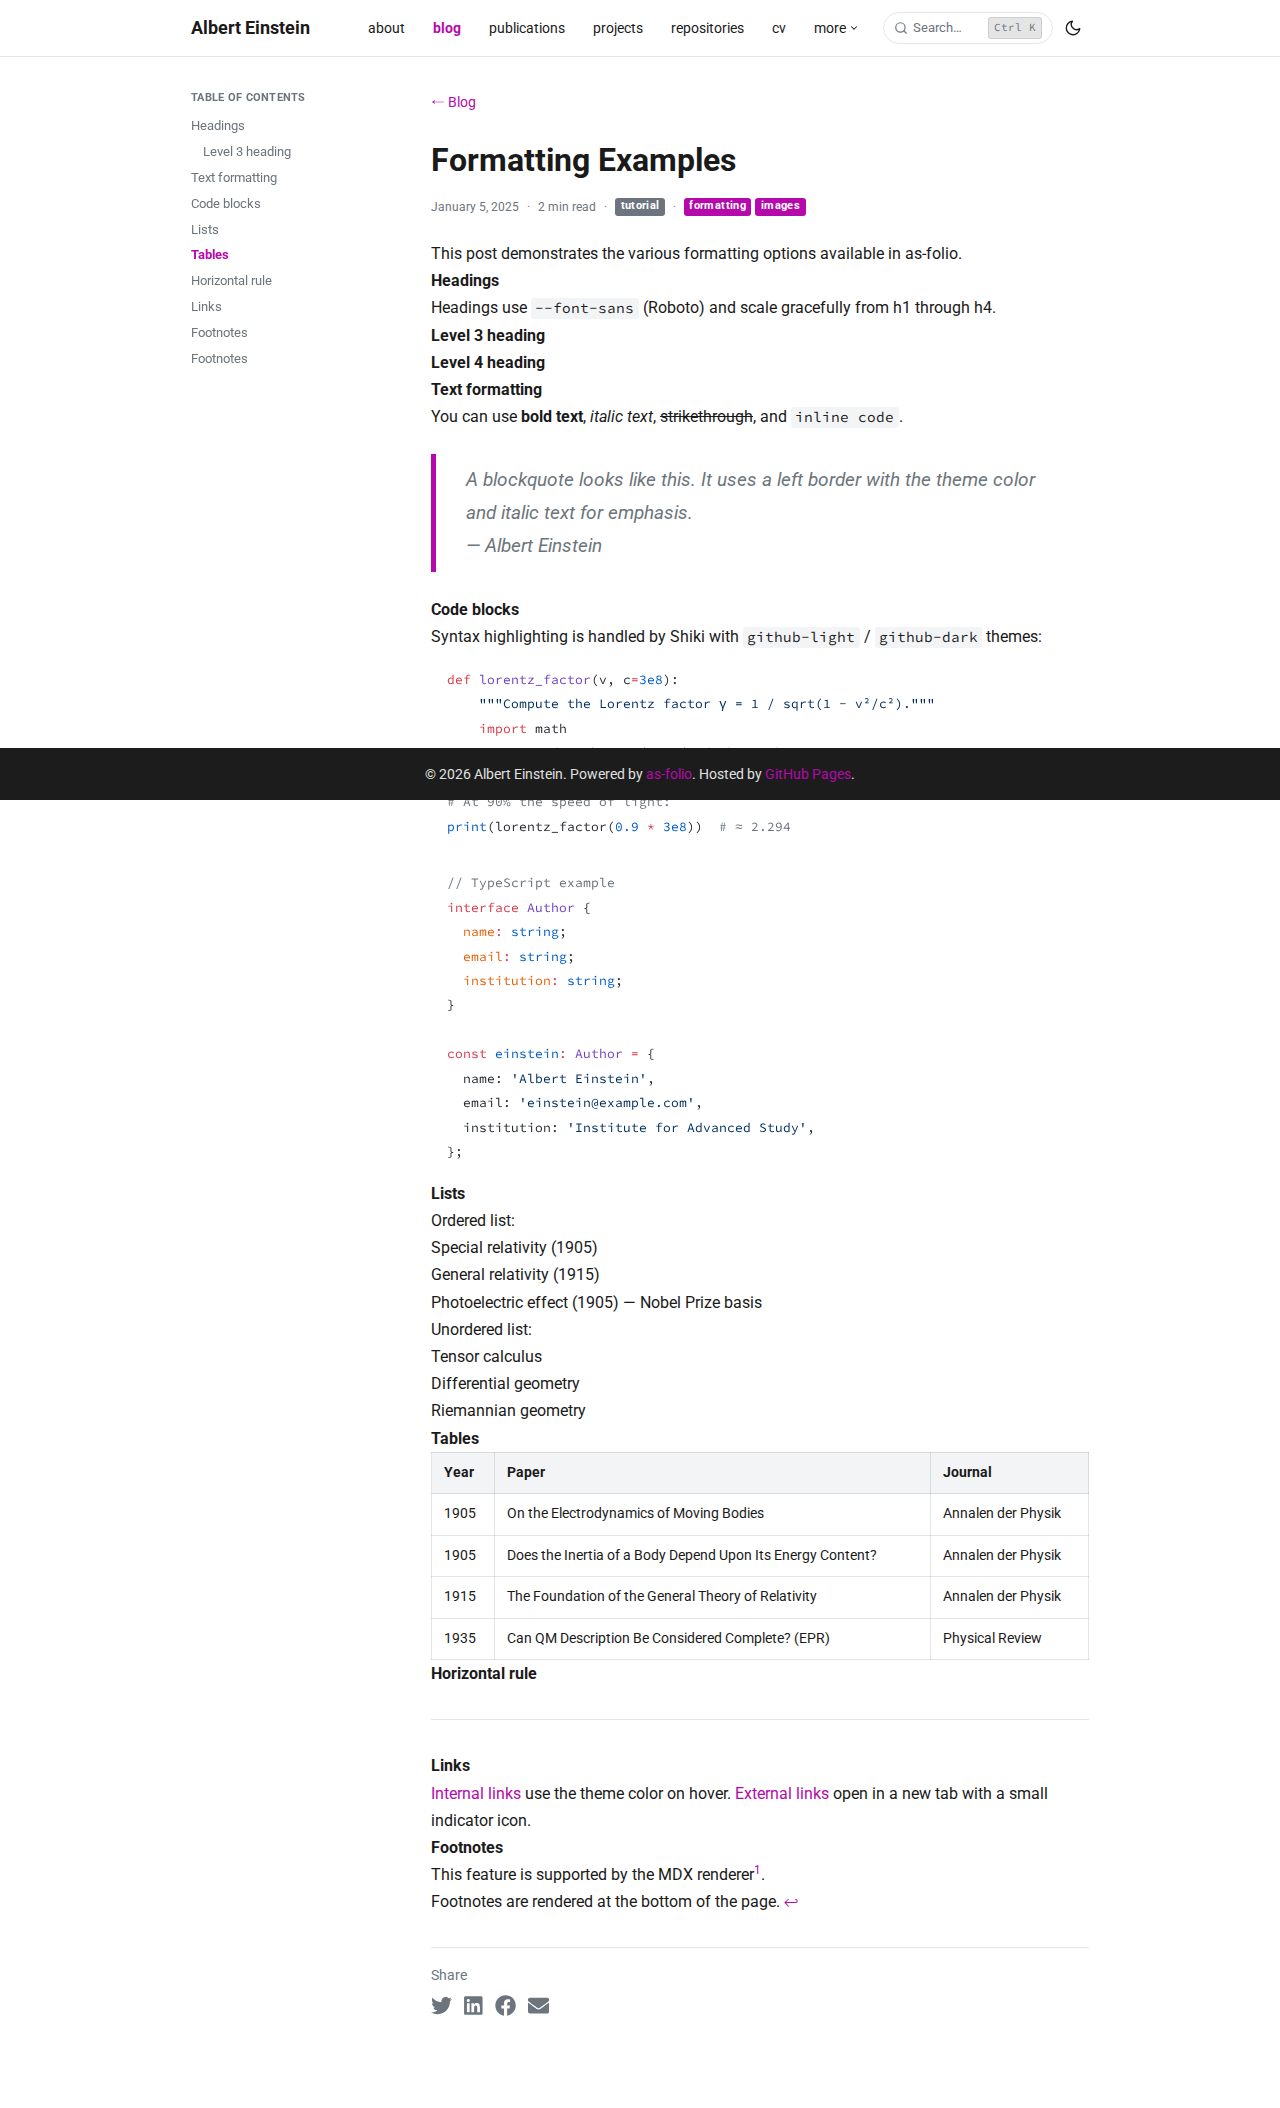 Albert Einstein
about
blog
publications
projects
repositories
cv
more
Search...
Ctrl K
TABLE OF CONTENTS
Headings
Level 3 heading
Text formatting
Code blocks
Lists
Tables
Horizontal rule
Links
Footnotes
Footnotes
← Blog
Formatting Examples
January 5, 2025 · 2 min read · tutorial · formatting images
This post demonstrates the various formatting options available in as-folio.
Headings
Headings use --font-sans (Roboto) and scale gracefully from h1 through h4.
Level 3 heading
Level 4 heading
Text formatting
You can use bold text, italic text, strikethrough, and inline code.
A blockquote looks like this. It uses a left border with the theme color
and italic text for emphasis.
— Albert Einstein
Code blocks
Syntax highlighting is handled by Shiki with github-light / github-dark themes:
def lorentz_factor(v, c=3e8):
"""Compute the Lorentz factor γ = 1 / sqrt(1 - v²/c²)."""
import math
© 2026 Albert Einstein. Powered by as-folio. Hosted by GitHub Pages.
# At 90% the speed of light:
print(lorentz_factor(0.9 * 3e8))  # ≈ 2.294
// TypeScript example
interface Author {
name: string;
email: string;
institution: string;
}
const einstein: Author = {
name: 'Albert Einstein',
email: 'einstein@example.com',
institution: 'Institute for Advanced Study',
};
Lists
Ordered list:
Special relativity (1905)
General relativity (1915)
Photoelectric effect (1905) — Nobel Prize basis
Unordered list:
Tensor calculus
Differential geometry
Riemannian geometry
Tables
Year Paper Journal
1905 On the Electrodynamics of Moving Bodies Annalen der Physik
1905 Does the Inertia of a Body Depend Upon Its Energy Content? Annalen der Physik
1915 The Foundation of the General Theory of Relativity Annalen der Physik
1935 Can QM Description Be Considered Complete? (EPR) Physical Review
Horizontal rule
Links
Internal links use the theme color on hover. External links open in a new tab with a small
indicator icon.
Footnotes
This feature is supported by the MDX renderer1.
Footnotes are rendered at the bottom of the page. ↩
Share